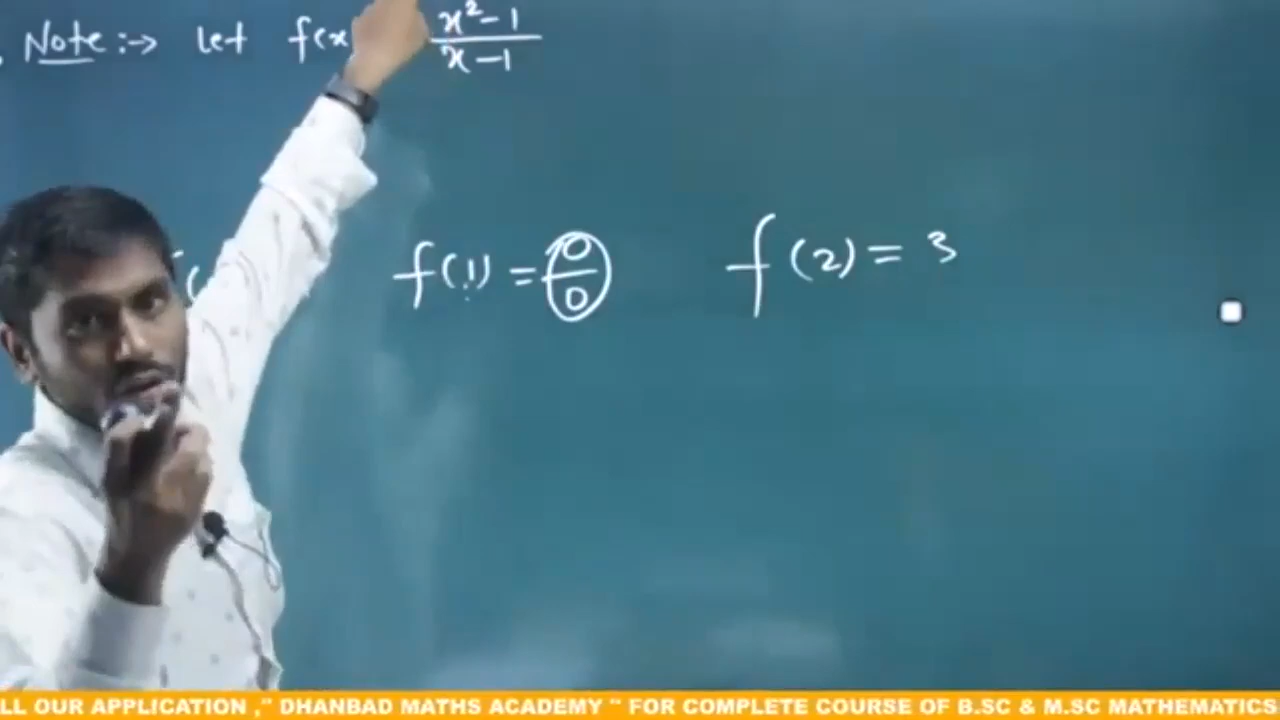 Note :-> Let f(x x²-1 / x-1
f( f(1) = 0/0 f(2) = 3
LL OUR APPLICATION ," DHANBAD MATHS ACADEMY " FOR COMPLETE COURSE OF B.SC & M.SC MATHEMATICS